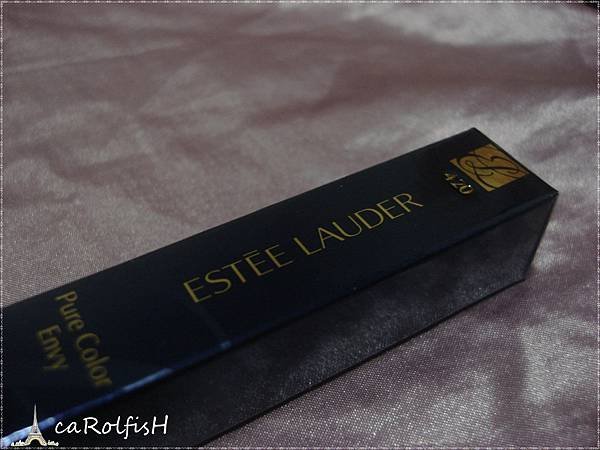 ESTĒE LAUDER
420
Pure Color
Envy
caRolfisH